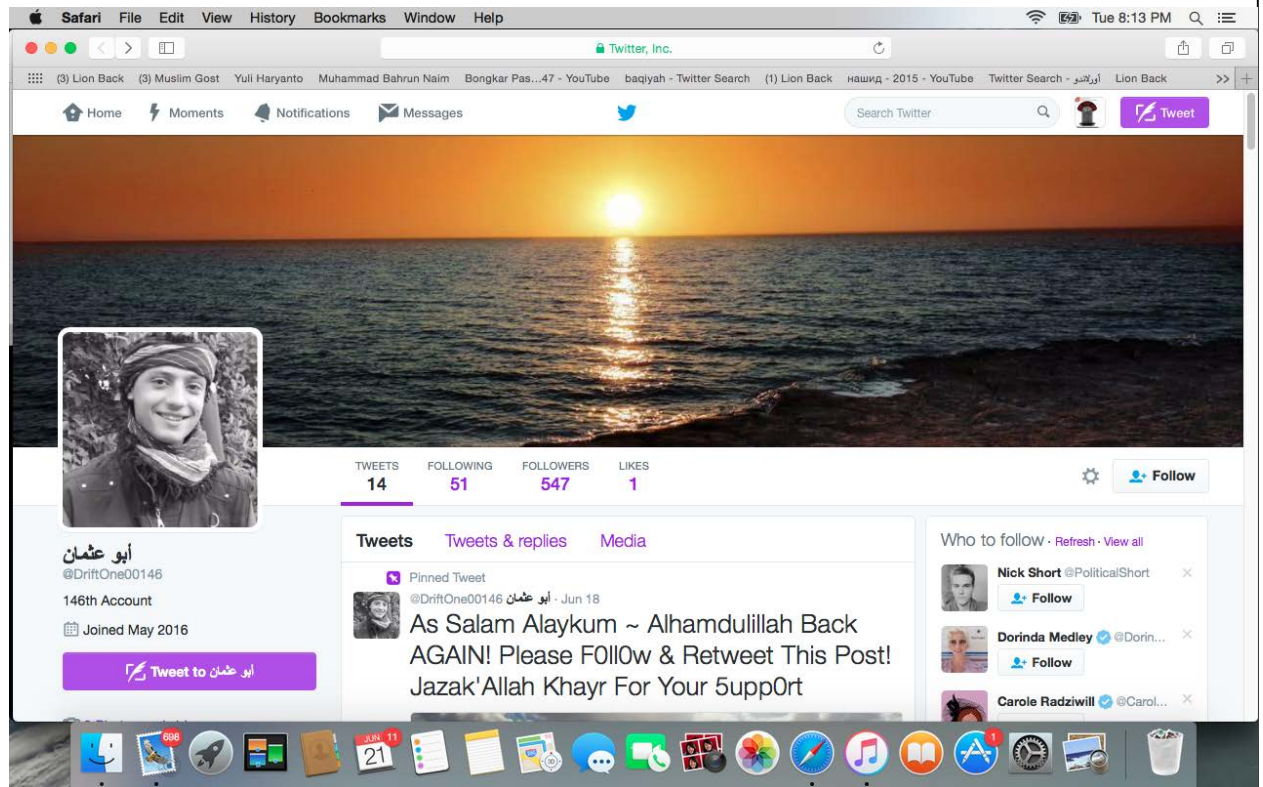 Safari File Edit View History Bookmarks Window Help Tue 8:13 PM
Twitter, Inc.
(3) Lion Back (3) Muslim Gost Yuli Haryanto Muhammad Bahrun Naim Bongkar Pas...47 - YouTube baqiyah - Twitter Search (1) Lion Back нашид - 2015 - YouTube Twitter Search - أورلاندو Lion Back >> +
Home Moments Notifications Messages Search Twitter Tweet
TWEETS FOLLOWING FOLLOWERS LIKES
14 51 547 1
Follow
أبو عثمان
@DriftOne00146
146th Account
Joined May 2016
Tweet to أبو عثمان
Tweets Tweets & replies Media
Pinned Tweet
@DriftOne00146 أبو عثمان · Jun 18
As Salam Alaykum ~ Alhamdulillah Back
AGAIN! Please F0ll0w & Retweet This Post!
Jazak'Allah Khayr For Your 5upp0rt
Who to follow · Refresh · View all
Nick Short @PoliticalShort
Follow
Dorinda Medley @Dorin...
Follow
Carole Radziwill @Carol...
698
JUN 11
21
1